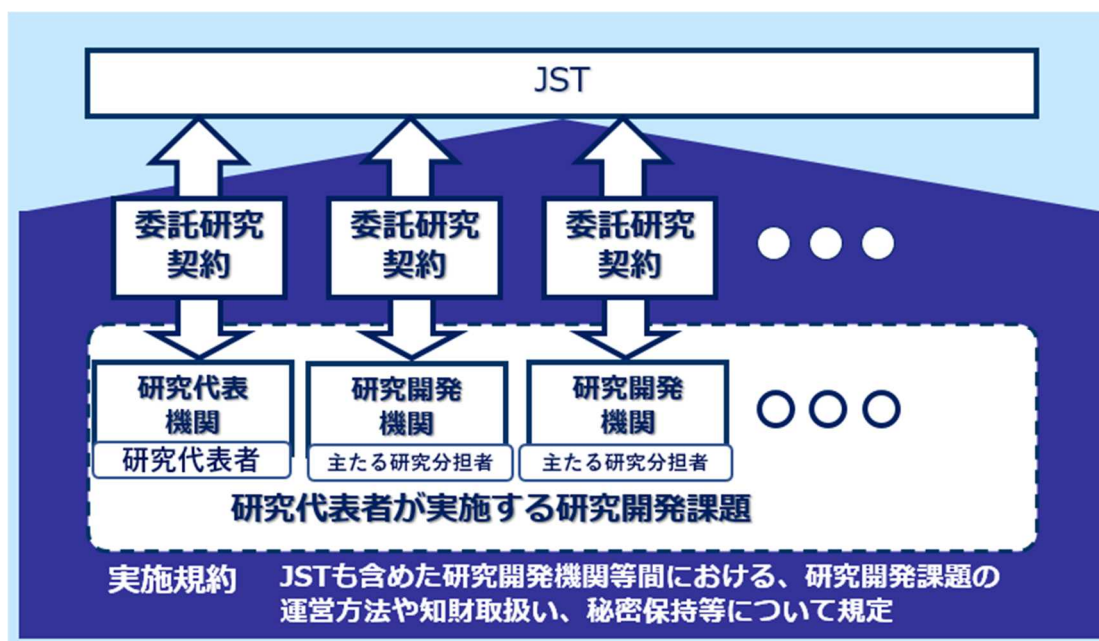 JST
委託研究
契約
委託研究
契約
委託研究
契約
研究代表
機関
研究代表者
研究開発
機関
主たる研究分担者
研究開発
機関
主たる研究分担者
研究代表者が実施する研究開発課題
実施規約 JSTも含めた研究開発機関等間における、研究開発課題の
運営方法や知財取扱い、秘密保持等について規定